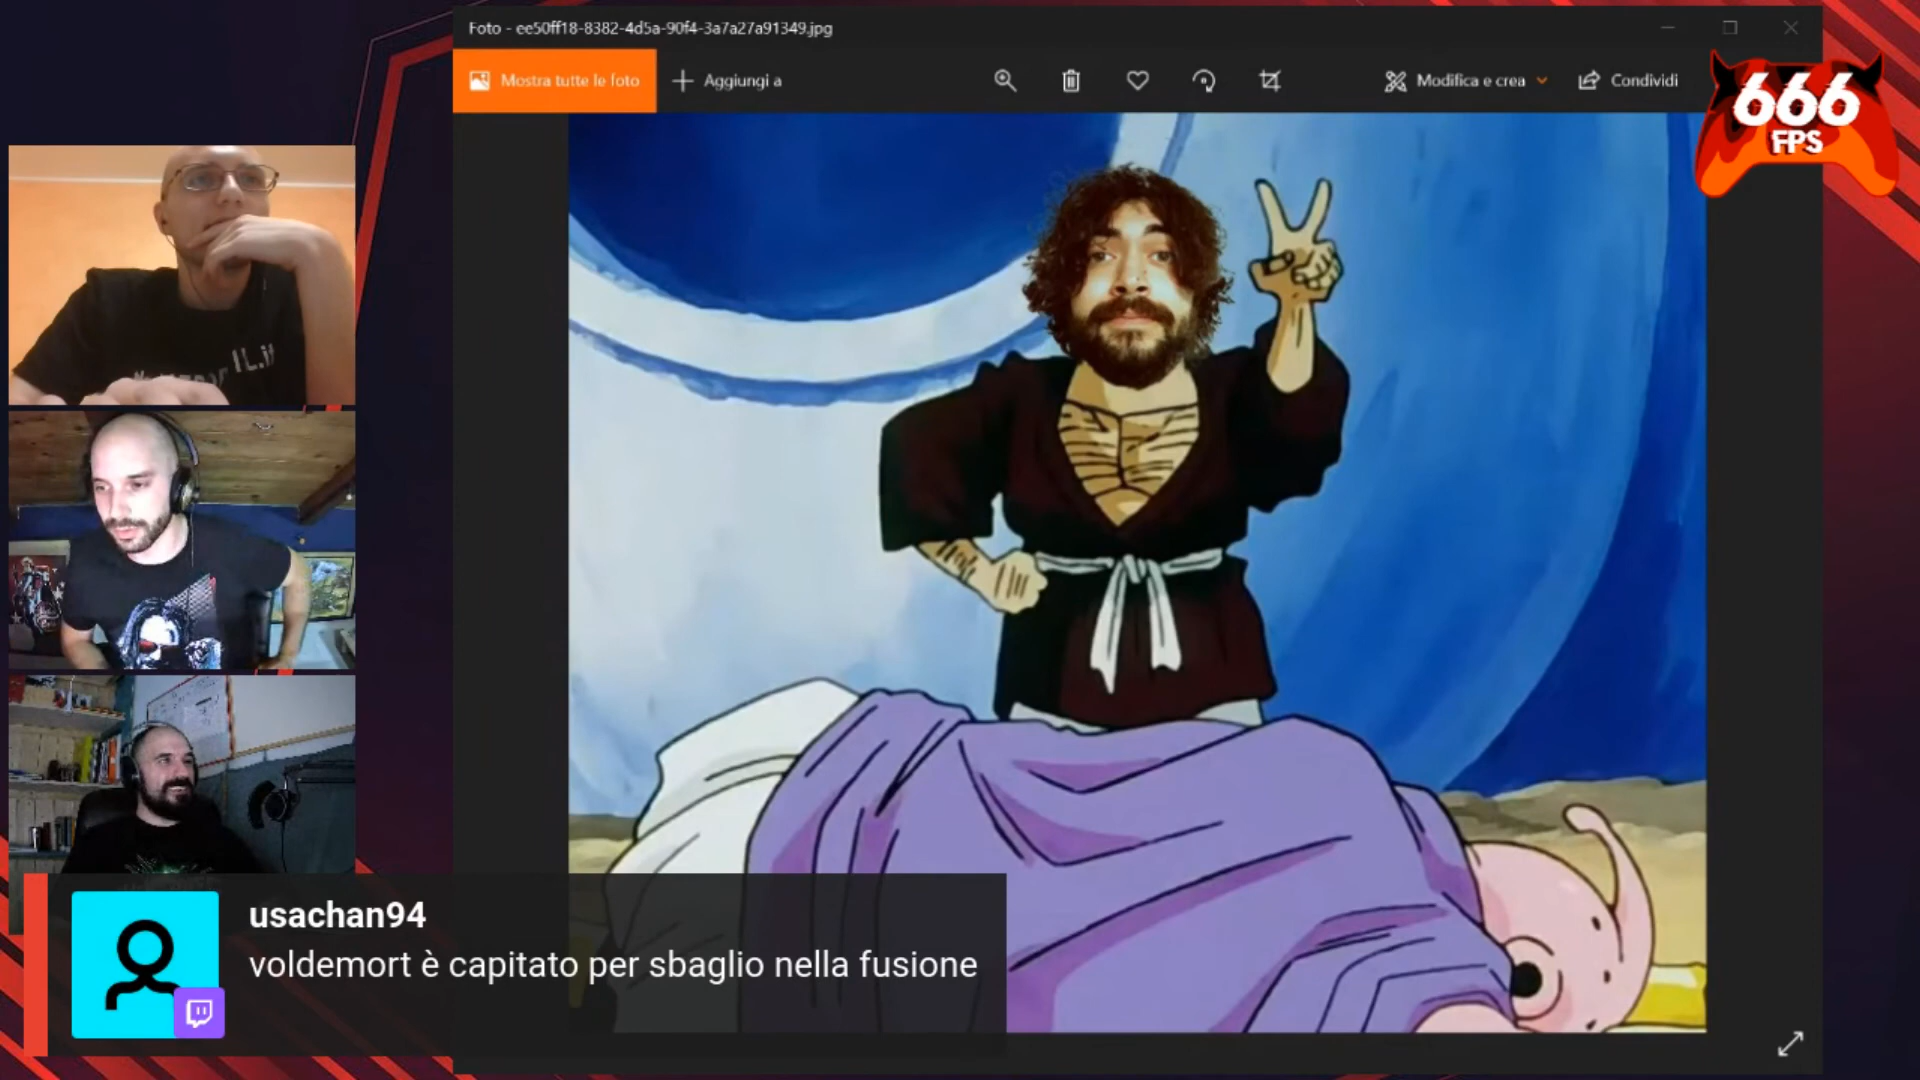 Foto - ee50ff18-8382-4d5a-90f4-3a7a27a91349.jpg
Mostra tutte le foto
Aggiungi a
Modifica e crea
Condividi
666
FPS
usachan94
voldemort è capitato per sbaglio nella fusione